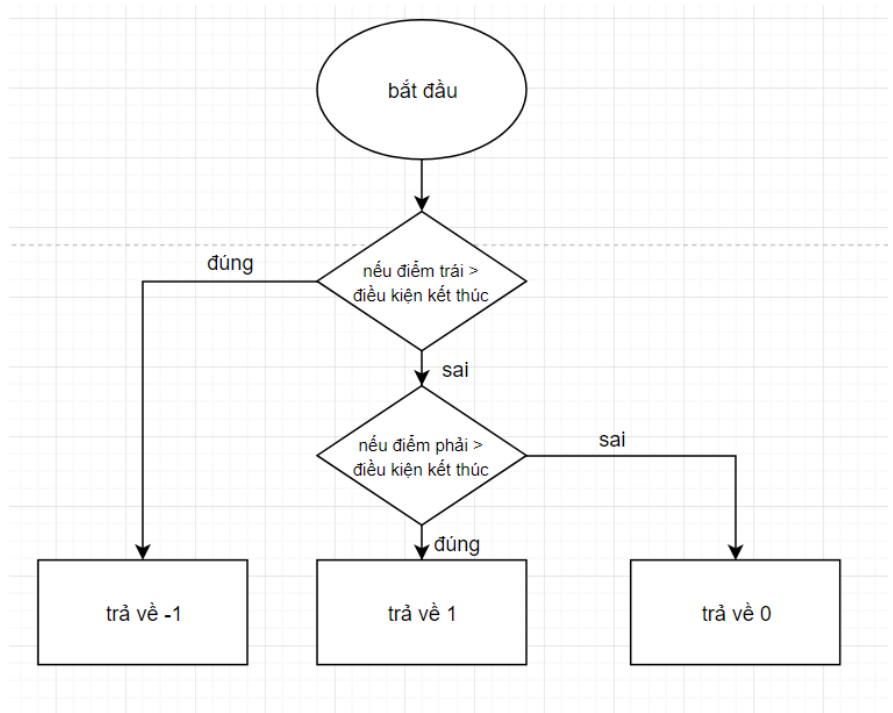 bắt đầu
đúng
nếu điểm trái >
điều kiện kết thúc
sai
nếu điểm phải >
điều kiện kết thúc
sai
đúng
trả về -1
trả về 1
trả về 0